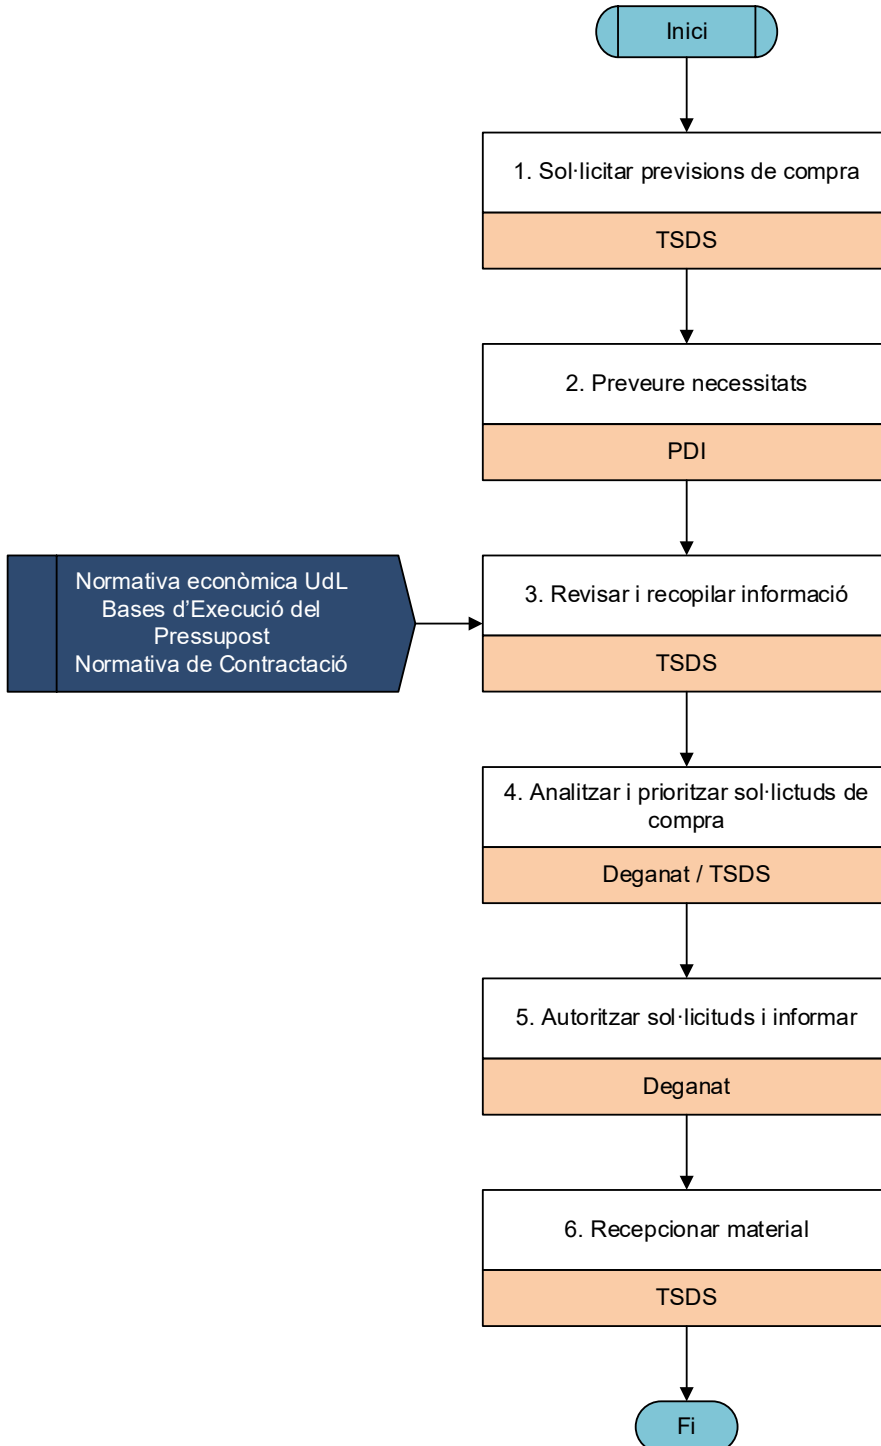 Inici
1. Sol·licitar previsions de compra
TSDS
2. Preveure necessitats
PDI
Normativa econòmica UdL
Bases d’Execució del
Pressupost
Normativa de Contractació
3. Revisar i recopilar informació
TSDS
4. Analitzar i prioritzar sol·lictuds de
compra
Deganat / TSDS
5. Autoritzar sol·licituds i informar
Deganat
6. Recepcionar material
TSDS
Fi